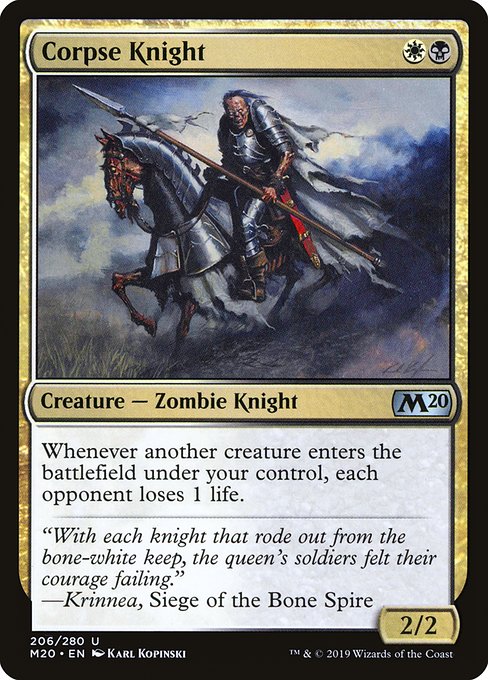 Corpse Knight
Creature — Zombie Knight
M20
Whenever another creature enters the
battlefield under your control, each
opponent loses 1 life.
“With each knight that rode out from the
bone-white keep, the queen’s soldiers felt their
courage failing.”
—Krinnea, Siege of the Bone Spire
2/2
206/280 U
M20 • EN Karl Kopinski
™ & © 2019 Wizards of the Coast